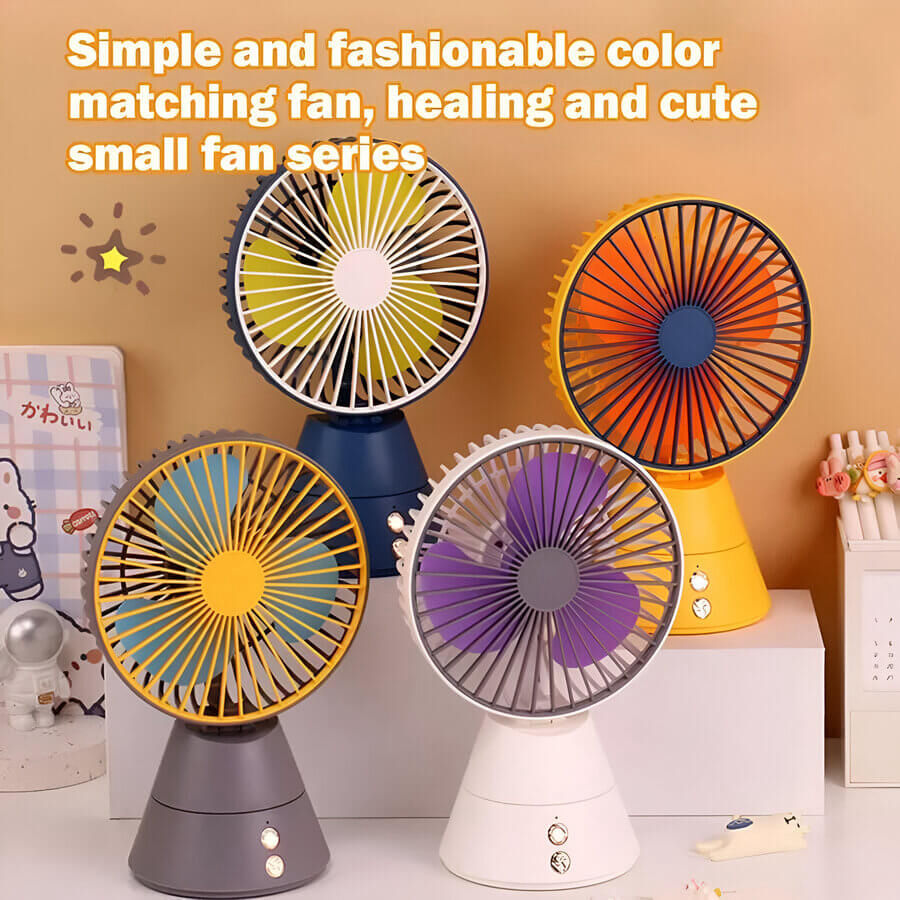 Simple and fashionable color
matching fan, healing and cute
small fan series
かわいい